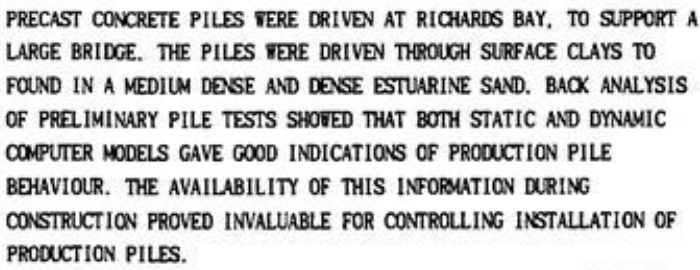 PRECAST CONCRETE PILES WERE DRIVEN AT RICHARDS BAY, TO SUPPORT A
LARGE BRIDGE. THE PILES WERE DRIVEN THROUGH SURFACE CLAYS TO
FOUND IN A MEDIUM DENSE AND DENSE ESTUARINE SAND. BACK ANALYSIS
OF PRELIMINARY PILE TESTS SHOWED THAT BOTH STATIC AND DYNAMIC
COMPUTER MODELS GAVE GOOD INDICATIONS OF PRODUCTION PILE
BEHAVIOUR. THE AVAILABILITY OF THIS INFORMATION DURING
CONSTRUCTION PROVED INVALUABLE FOR CONTROLLING INSTALLATION OF
PRODUCTION PILES.